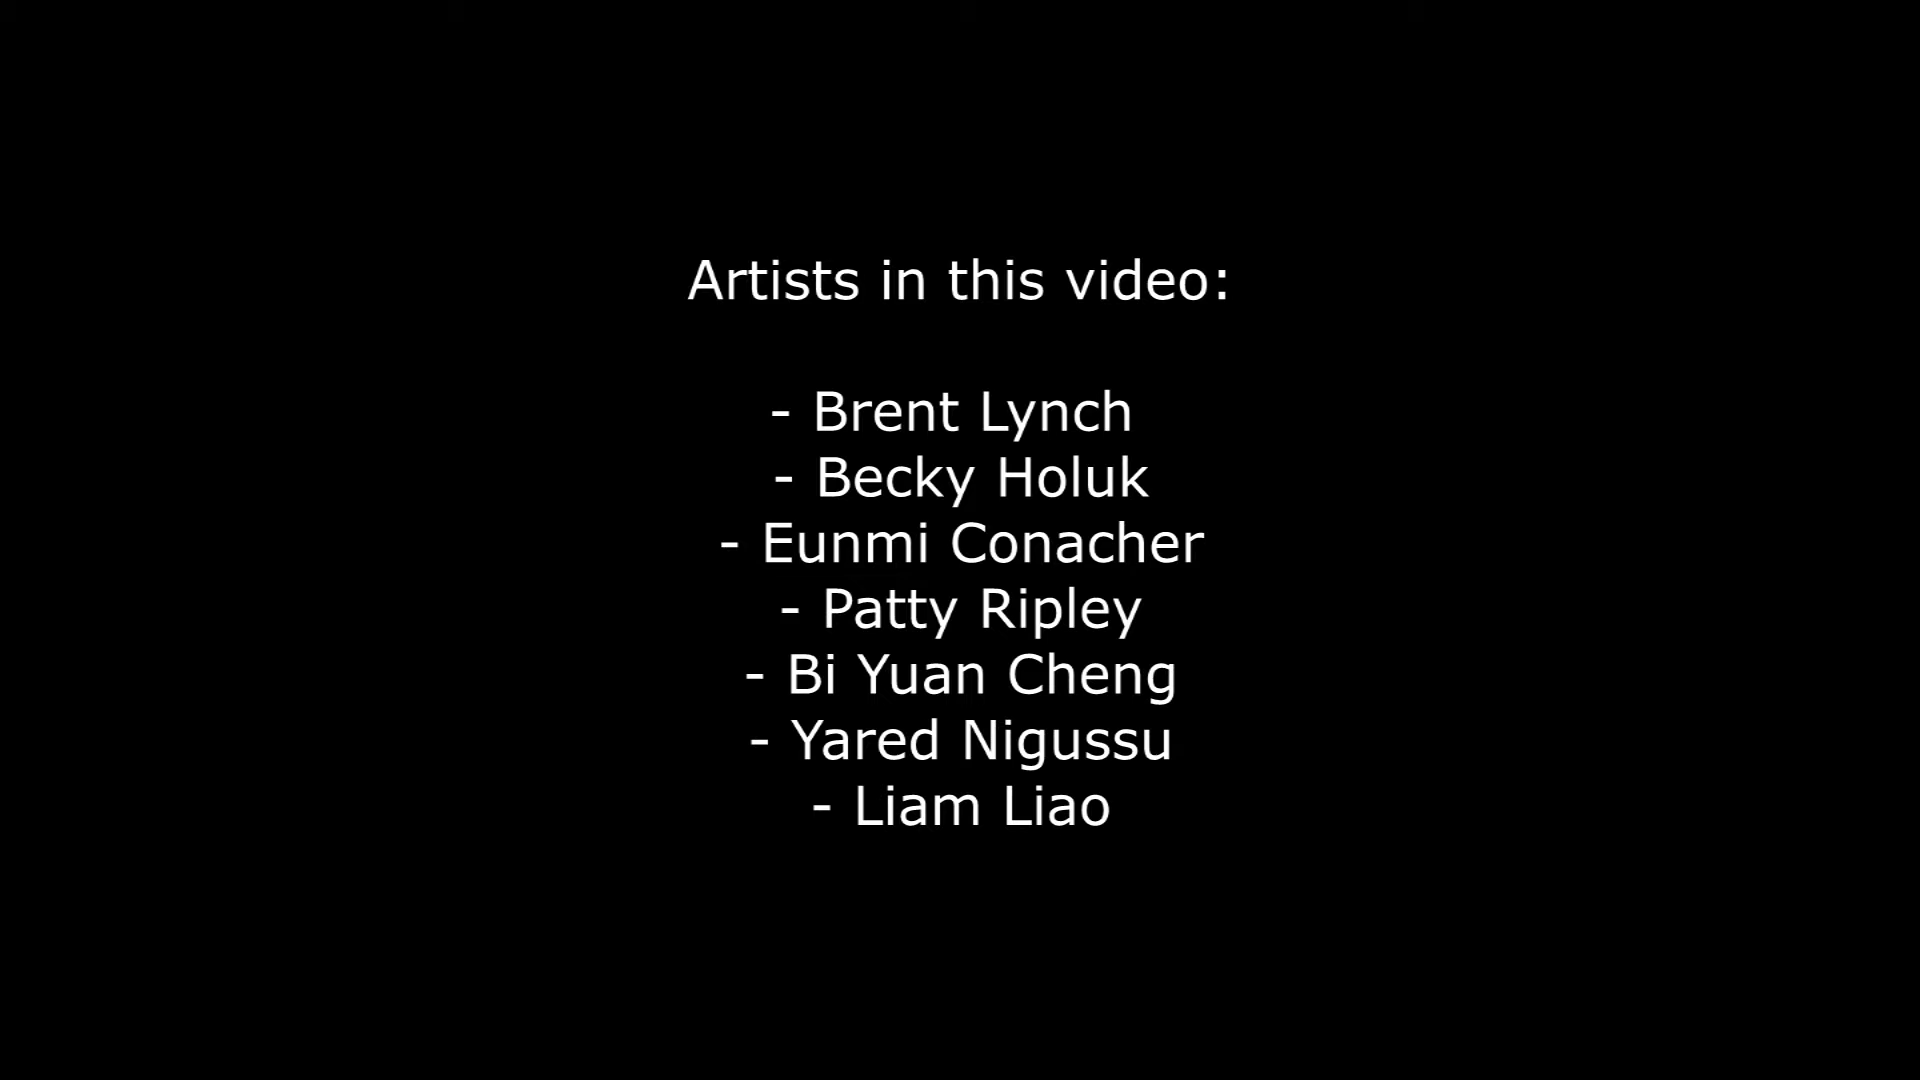 Artists in this video:
- Brent Lynch
- Becky Holuk
- Eunmi Conacher
- Patty Ripley
- Bi Yuan Cheng
- Yared Nigussu
- Liam Liao